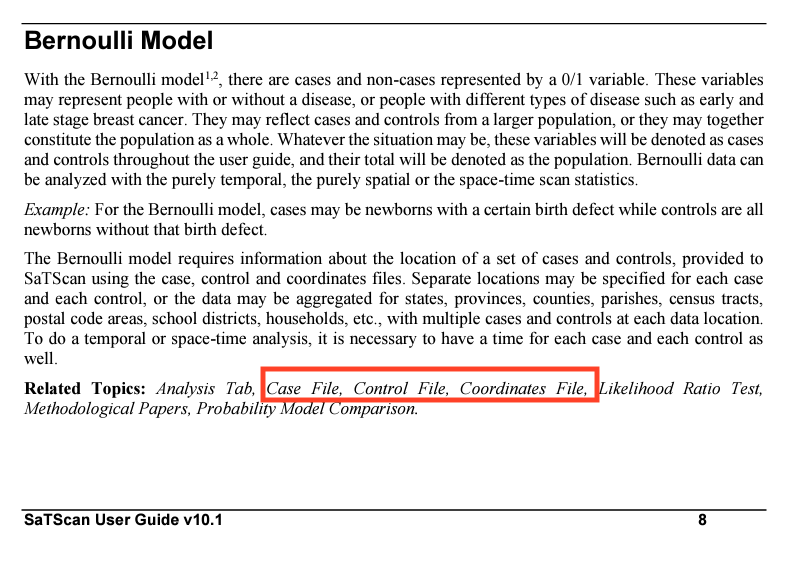 Bernoulli Model
With the Bernoulli model1,2, there are cases and non-cases represented by a 0/1 variable. These variables
may represent people with or without a disease, or people with different types of disease such as early and
late stage breast cancer. They may reflect cases and controls from a larger population, or they may together
constitute the population as a whole. Whatever the situation may be, these variables will be denoted as cases
and controls throughout the user guide, and their total will be denoted as the population. Bernoulli data can
be analyzed with the purely temporal, the purely spatial or the space-time scan statistics.
Example: For the Bernoulli model, cases may be newborns with a certain birth defect while controls are all
newborns without that birth defect.
The Bernoulli model requires information about the location of a set of cases and controls, provided to
SaTScan using the case, control and coordinates files. Separate locations may be specified for each case
and each control, or the data may be aggregated for states, provinces, counties, parishes, census tracts,
postal code areas, school districts, households, etc., with multiple cases and controls at each data location.
To do a temporal or space-time analysis, it is necessary to have a time for each case and each control as
well.
Related Topics: Analysis Tab, Case File, Control File, Coordinates File, Likelihood Ratio Test,
Methodological Papers, Probability Model Comparison.
SaTScan User Guide v10.1 8